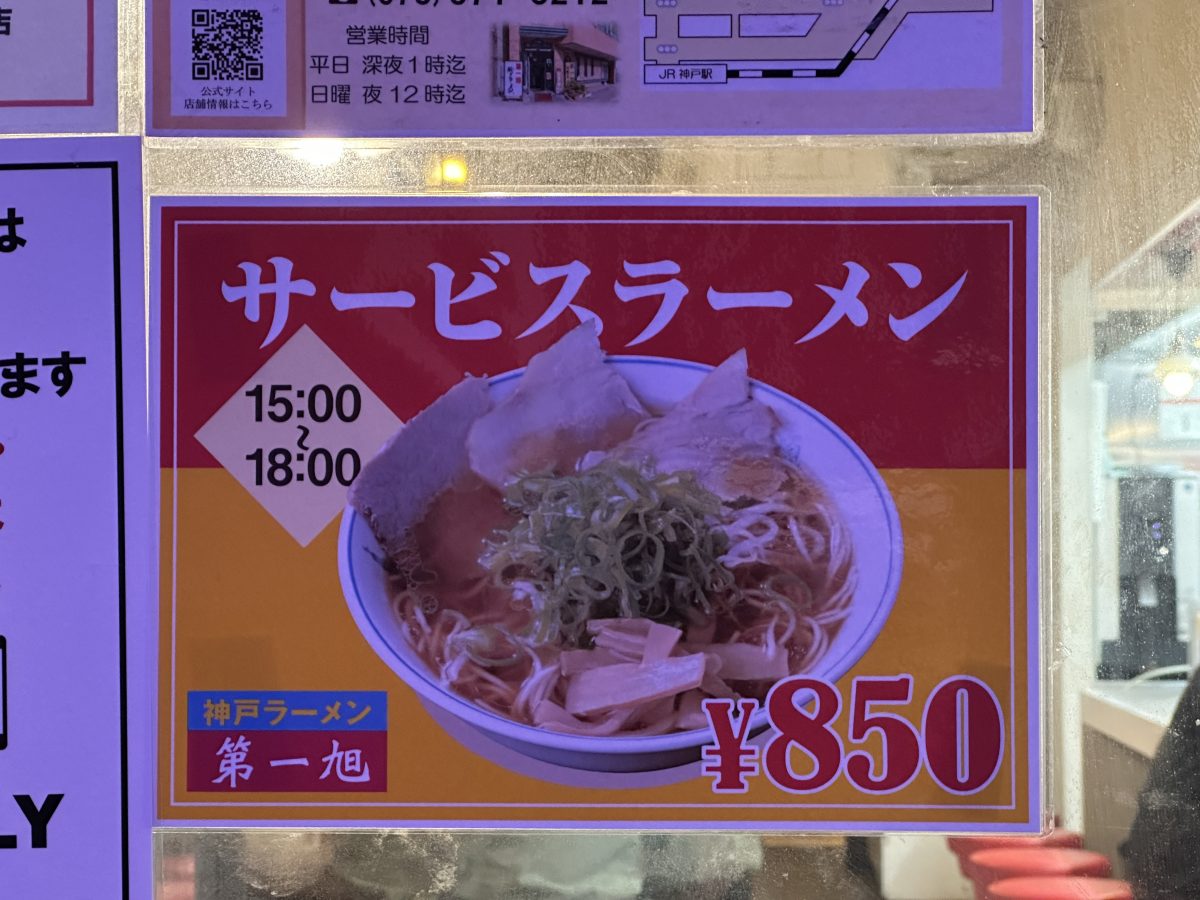 店
公式サイト
店舗情報はこちら
営業時間
平日 深夜1時迄
日曜 夜12時迄
JR 神戸駅
は
ます
LY
サービスラーメン
15:00
〜
18:00
神戸ラーメン
第一旭
¥850